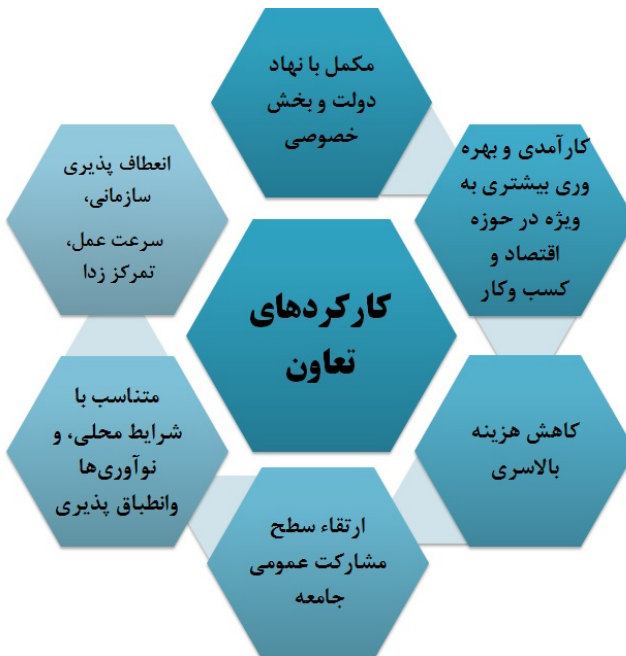 مکمل با نهاد
دولت و بخش
خصوصی
کارآمدی و بهره
وری بیشتری به
ویژه در حوزه
اقتصاد و
کسب وکار
کاهش هزینه
بالاسری
ارتقاء سطح
مشارکت عمومی
جامعه
متناسب با
شرایط محلی، و
نوآوری‌ها
وانطباق پذیری
انعطاف پذیری
سازمانی،
سرعت عمل،
تمرکز زدا
کارکردهای
تعاون